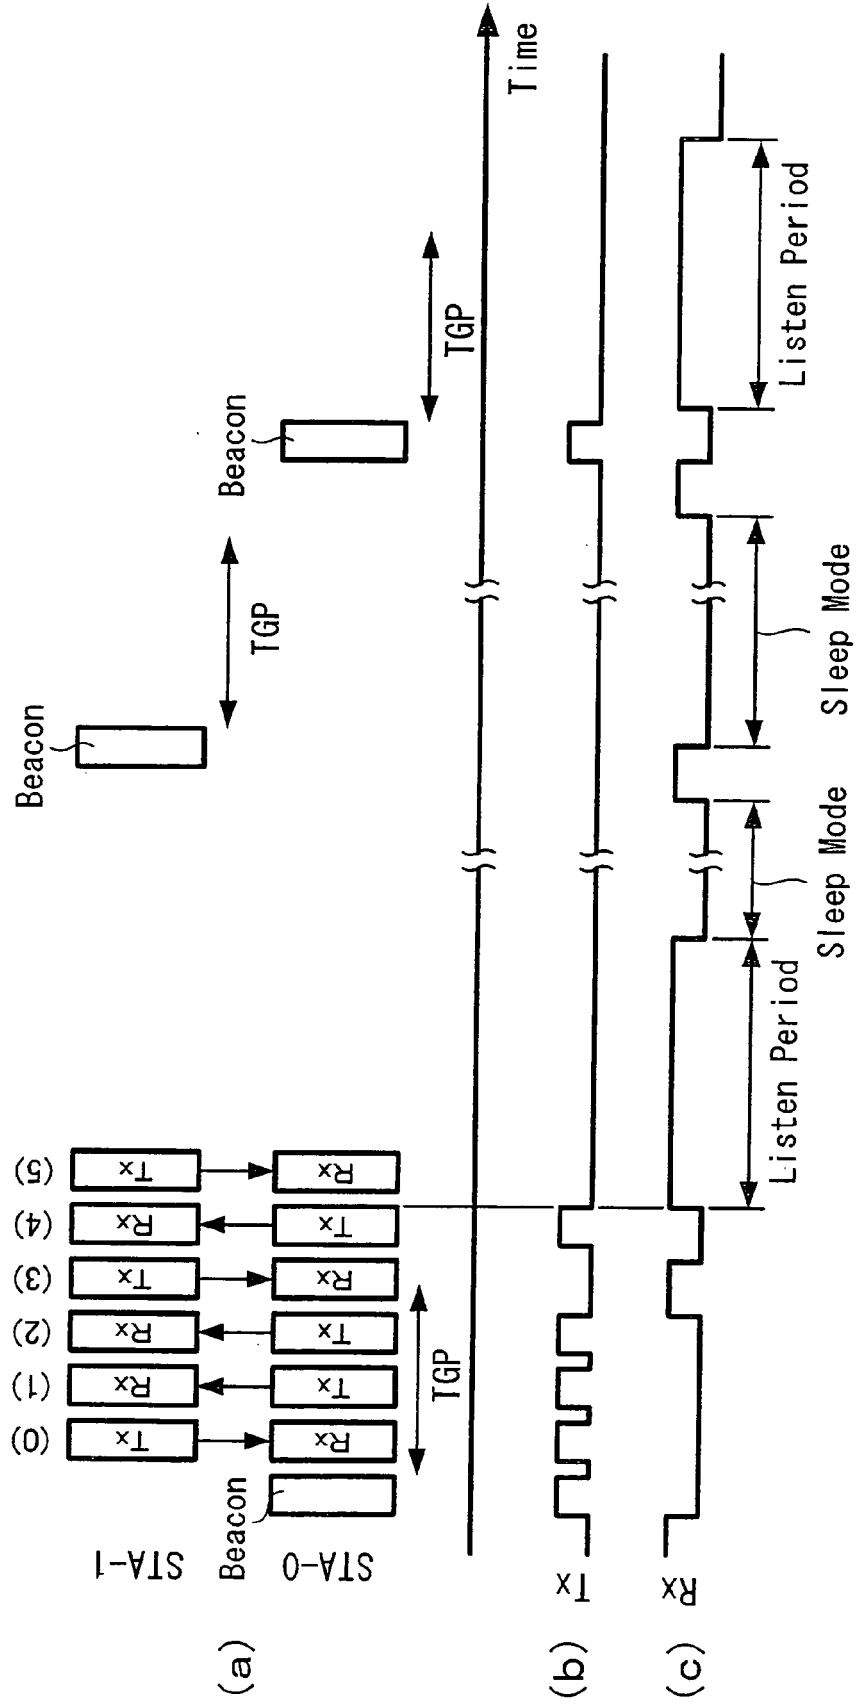 (a)
STA-1
(0)
(1)
(2)
(3)
(4)
(5)
Tx
Rx
Rx
Tx
Rx
Tx
Beacon
Beacon
STA-0
Beacon
Rx
Tx
Tx
Rx
Tx
Rx
Beacon
TGP
TGP
TGP
Time
(b)
Tx
(c)
Rx
Listen Period
Sleep Mode
Sleep Mode
Listen Period